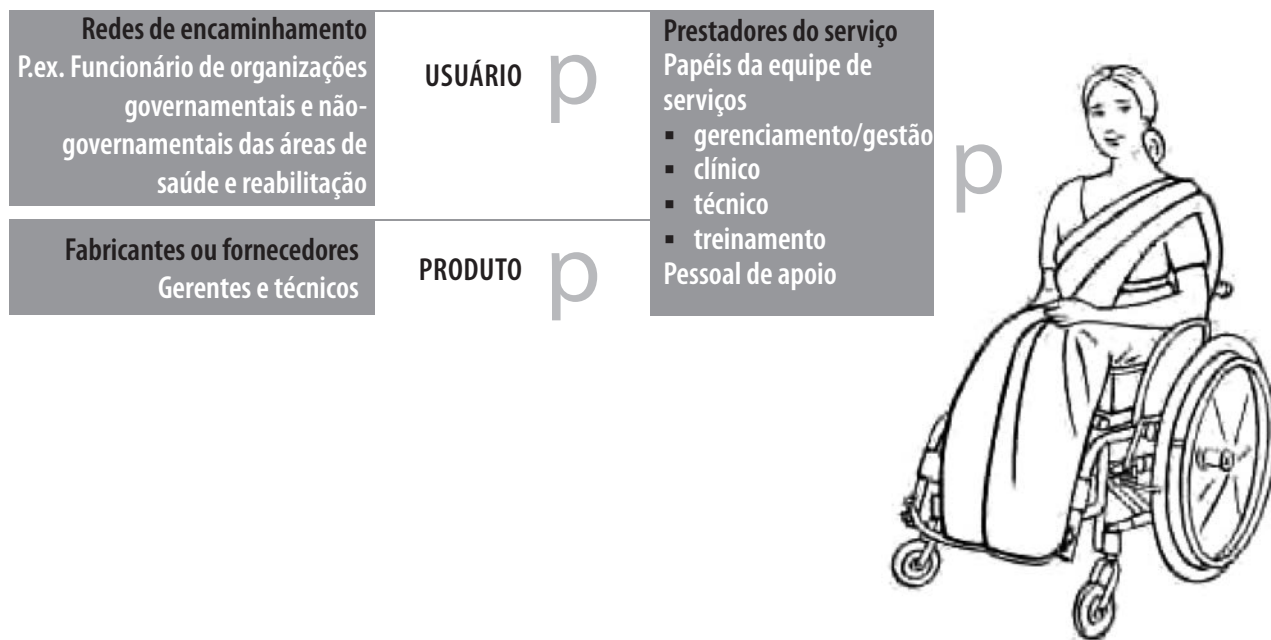 Redes de encaminhamento
P.ex. Funcionário de organizações
governamentais e não-
governamentais das áreas de
saúde e reabilitação
USUÁRIO p
Fabricantes ou fornecedores
Gerentes e técnicos
PRODUTO p
Prestadores do serviço
Papéis da equipe de
serviços
▪ gerenciamento/gestão
▪ clínico
▪ técnico
▪ treinamento
Pessoal de apoio
p